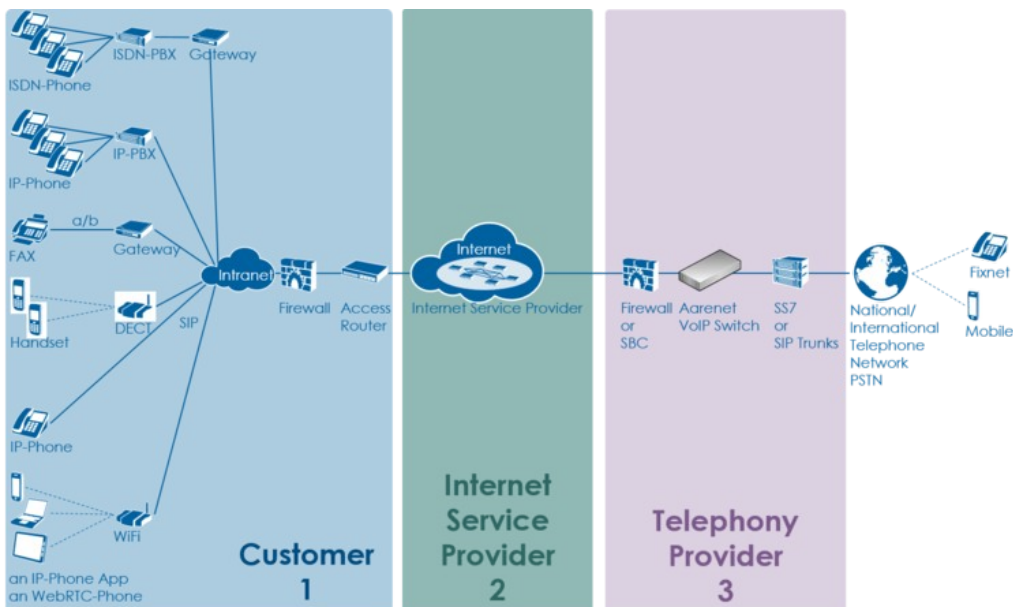 ISDN-PBX
Gateway
ISDN-Phone
IP-PBX
IP-Phone
a/b
FAX
Gateway
Intranet
SIP
DECT
Handset
Firewall
Access
Router
IP-Phone
WiFi
an IP-Phone App
an WebRTC-Phone
Customer
1
Internet
Internet Service Provider
Internet
Service
Provider
2
Firewall
or
SBC
Aarenet
VoIP Switch
SS7
or
SIP Trunks
Telephony
Provider
3
National/
International
Telephone
Network
PSTN
Fixnet
Mobile